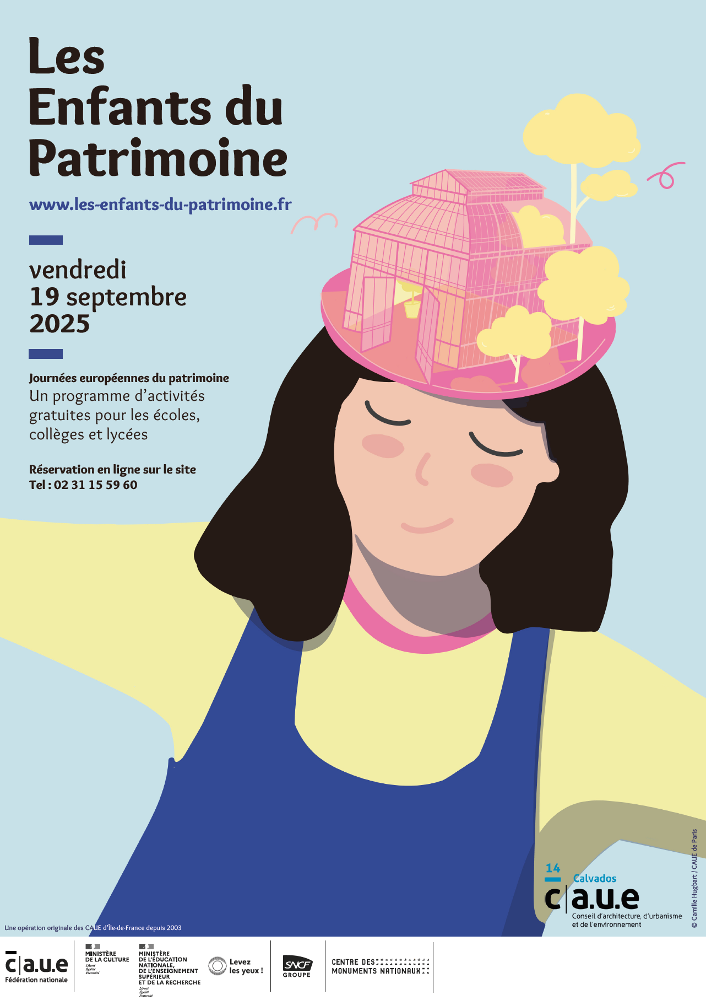 Les
Enfants du
Patrimoine
www.les-enfants-du-patrimoine.fr
vendredi
19 septembre
2025
Journées européennes du patrimoine
Un programme d’activités
gratuites pour les écoles,
collèges et lycées
Réservation en ligne sur le site
Tel : 02 31 15 59 60
14
Calvados
c|a.u.e
Conseil d'architecture, d'urbanisme
et de l'environnement
© Camille Hugbart / CAUE de Paris
Une opération originale des CAUE d’Île-de-France depuis 2003
c|a.u.e
Fédération nationale
MINISTÈRE
DE LA CULTURE
Liberté
Égalité
Fraternité
MINISTÈRE
DE L'ÉDUCATION
NATIONALE,
DE L'ENSEIGNEMENT
SUPÉRIEUR
ET DE LA RECHERCHE
Liberté
Égalité
Fraternité
Levez
les yeux !
SNCF
GROUPE
CENTRE DES
MONUMENTS NATIONAUX